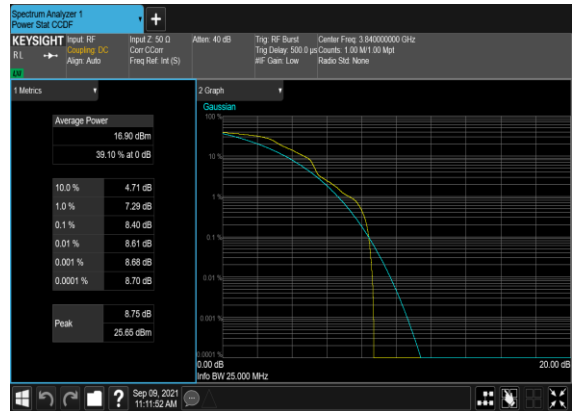 Spectrum Analyzer 1
Power Stat CCDF
+
KEYSIGHT Input: RF Input Z: 50 Ω Atten: 40 dB Trig: RF Burst Center Freq: 3.840000000 GHz
R L Coupling: DC Corr CCorr Trig Delay: 500.0 µs Counts: 1.00 M/1.00 Mpt
Align: Auto Freq Ref: Int (S) #IF Gain: Low Radio Std: None
1 Metrics
2 Graph
Average Power
16.90 dBm
39.10 % at 0 dB
10.0 % 4.71 dB
1.0 % 7.29 dB
0.1 % 8.40 dB
0.01 % 8.61 dB
0.001 % 8.68 dB
0.0001 % 8.70 dB
Peak 8.75 dB
25.65 dBm
Gaussian
100 %
10 %
1 %
0.1 %
0.01 %
0.001 %
0.0001 %
0.00 dB 20.00 dB
Info BW 25.000 MHz
? Sep 09, 2021
11:11:52 AM